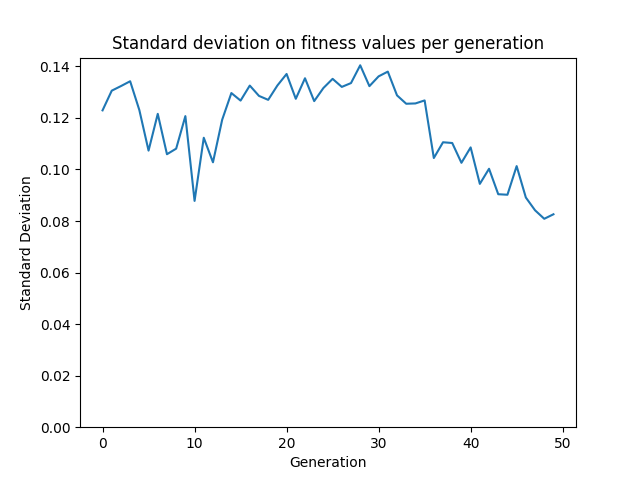 Standard deviation on fitness values per generation
0.14
0.12
0.10
0.08
0.06
0.04
0.02
0.00
Standard Deviation
0 10 20 30 40 50
Generation